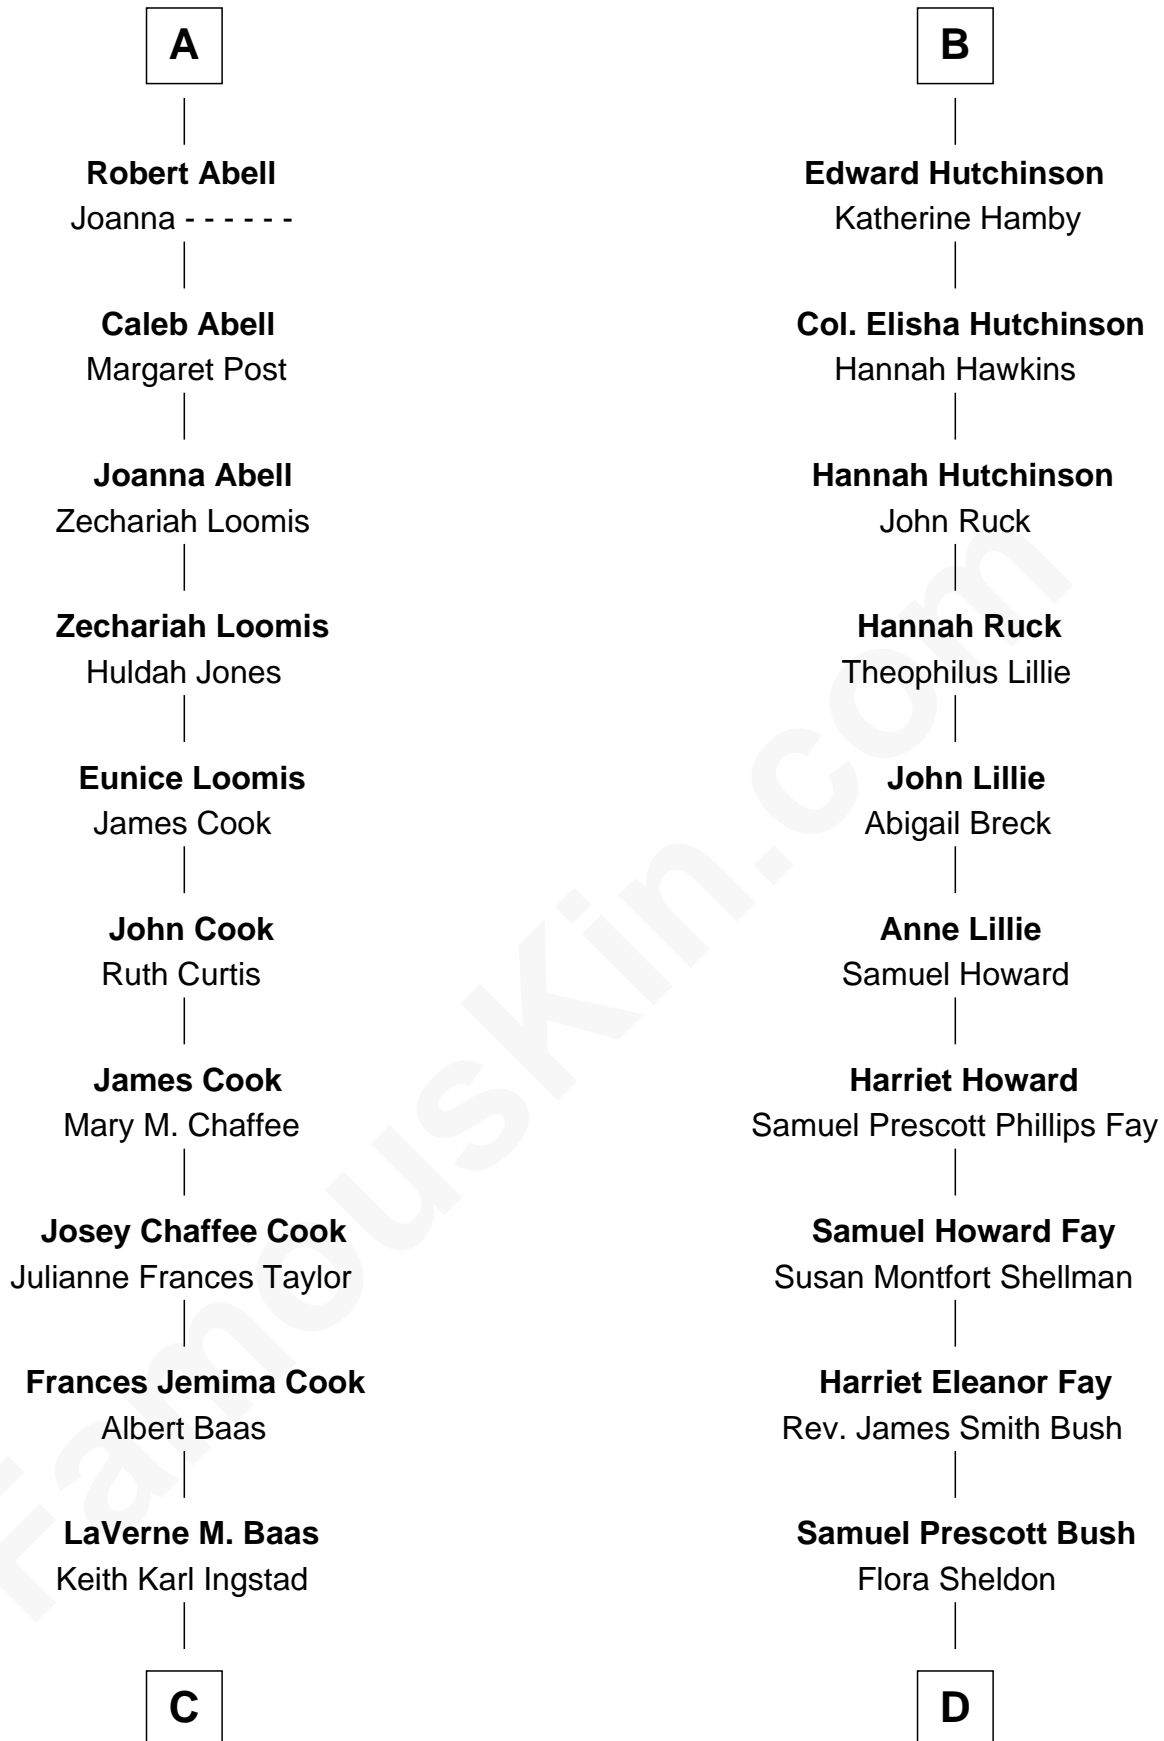 A
Robert Abell
Joanna - - - - - -
Caleb Abell
Margaret Post
Joanna Abell
Zechariah Loomis
Zechariah Loomis
Huldah Jones
Eunice Loomis
James Cook
John Cook
Ruth Curtis
James Cook
Mary M. Chaffee
Josey Chaffee Cook
Julianne Frances Taylor
Frances Jemima Cook
Albert Baas
LaVerne M. Baas
Keith Karl Ingstad
C
B
Edward Hutchinson
Katherine Hamby
Col. Elisha Hutchinson
Hannah Hawkins
Hannah Hutchinson
John Ruck
Hannah Ruck
Theophilus Lillie
John Lillie
Abigail Breck
Anne Lillie
Samuel Howard
Harriet Howard
Samuel Prescott Phillips Fay
Samuel Howard Fay
Susan Montfort Shellman
Harriet Eleanor Fay
Rev. James Smith Bush
Samuel Prescott Bush
Flora Sheldon
D
FamousKin.com